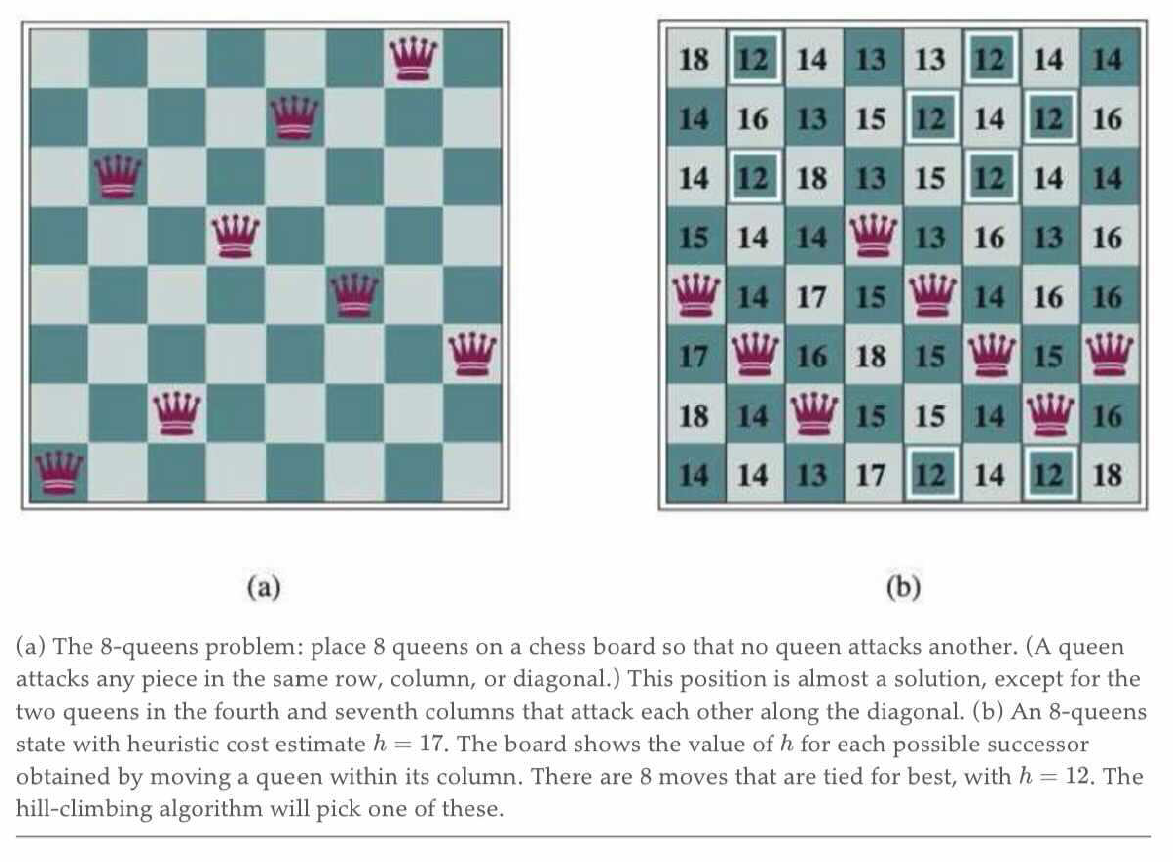 18 12 14 13 13 12 14 14
14 16 13 15 12 14 12 16
14 12 18 13 15 12 14 14
15 14 14 13 16 13 16
14 17 15 14 16 16
17 16 18 15 15
18 14 15 15 14 16
14 14 13 17 12 14 12 18
(a) (b)
(a) The 8-queens problem: place 8 queens on a chess board so that no queen attacks another. (A queen
attacks any piece in the same row, column, or diagonal.) This position is almost a solution, except for the
two queens in the fourth and seventh columns that attack each other along the diagonal. (b) An 8-queens
state with heuristic cost estimate h = 17. The board shows the value of h for each possible successor
obtained by moving a queen within its column. There are 8 moves that are tied for best, with h = 12. The
hill-climbing algorithm will pick one of these.